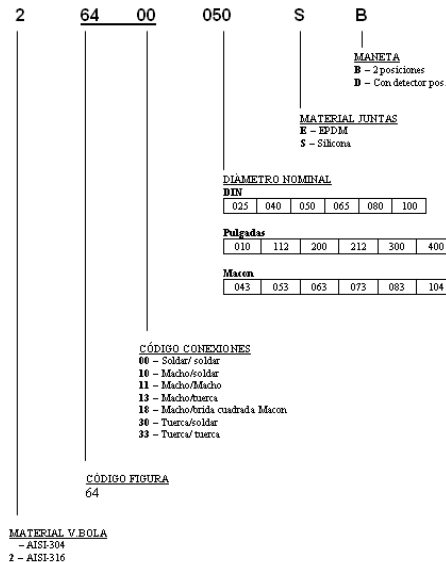 2 64 00 050 S B
MANETA
B – 2 posiciones
D – Con detector pos.
MATERIAL JUNTAS
E – EPDM
S – Silicona
DIÀMETRO NOMINAL
DIN
025 040 050 065 080 100
Pulgadas
010 112 200 212 300 400
Macon
043 053 063 073 083 104
CÓDIGO CONEXIONES
00 – Soldar/ soldar
10 – Macho/soldar
11 – Macho/Macho
13 – Macho/tuerca
18 – Macho/brida cuadrada Macon
30 – Tuerca/soldar
33 – Tuerca/ tuerca
CÓDIGO FIGURA
64
MATERIAL V.BOLA
– AISI-304
2 – AISI-316